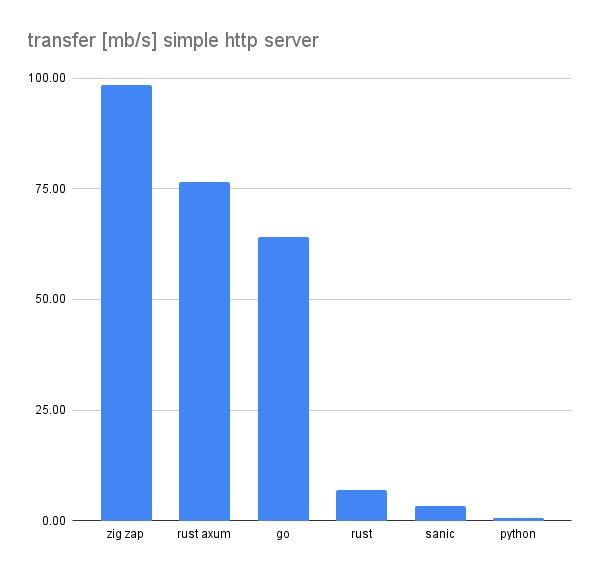 transfer [mb/s] simple http server
100.00
75.00
50.00
25.00
0.00
zig zap rust axum go rust sanic python